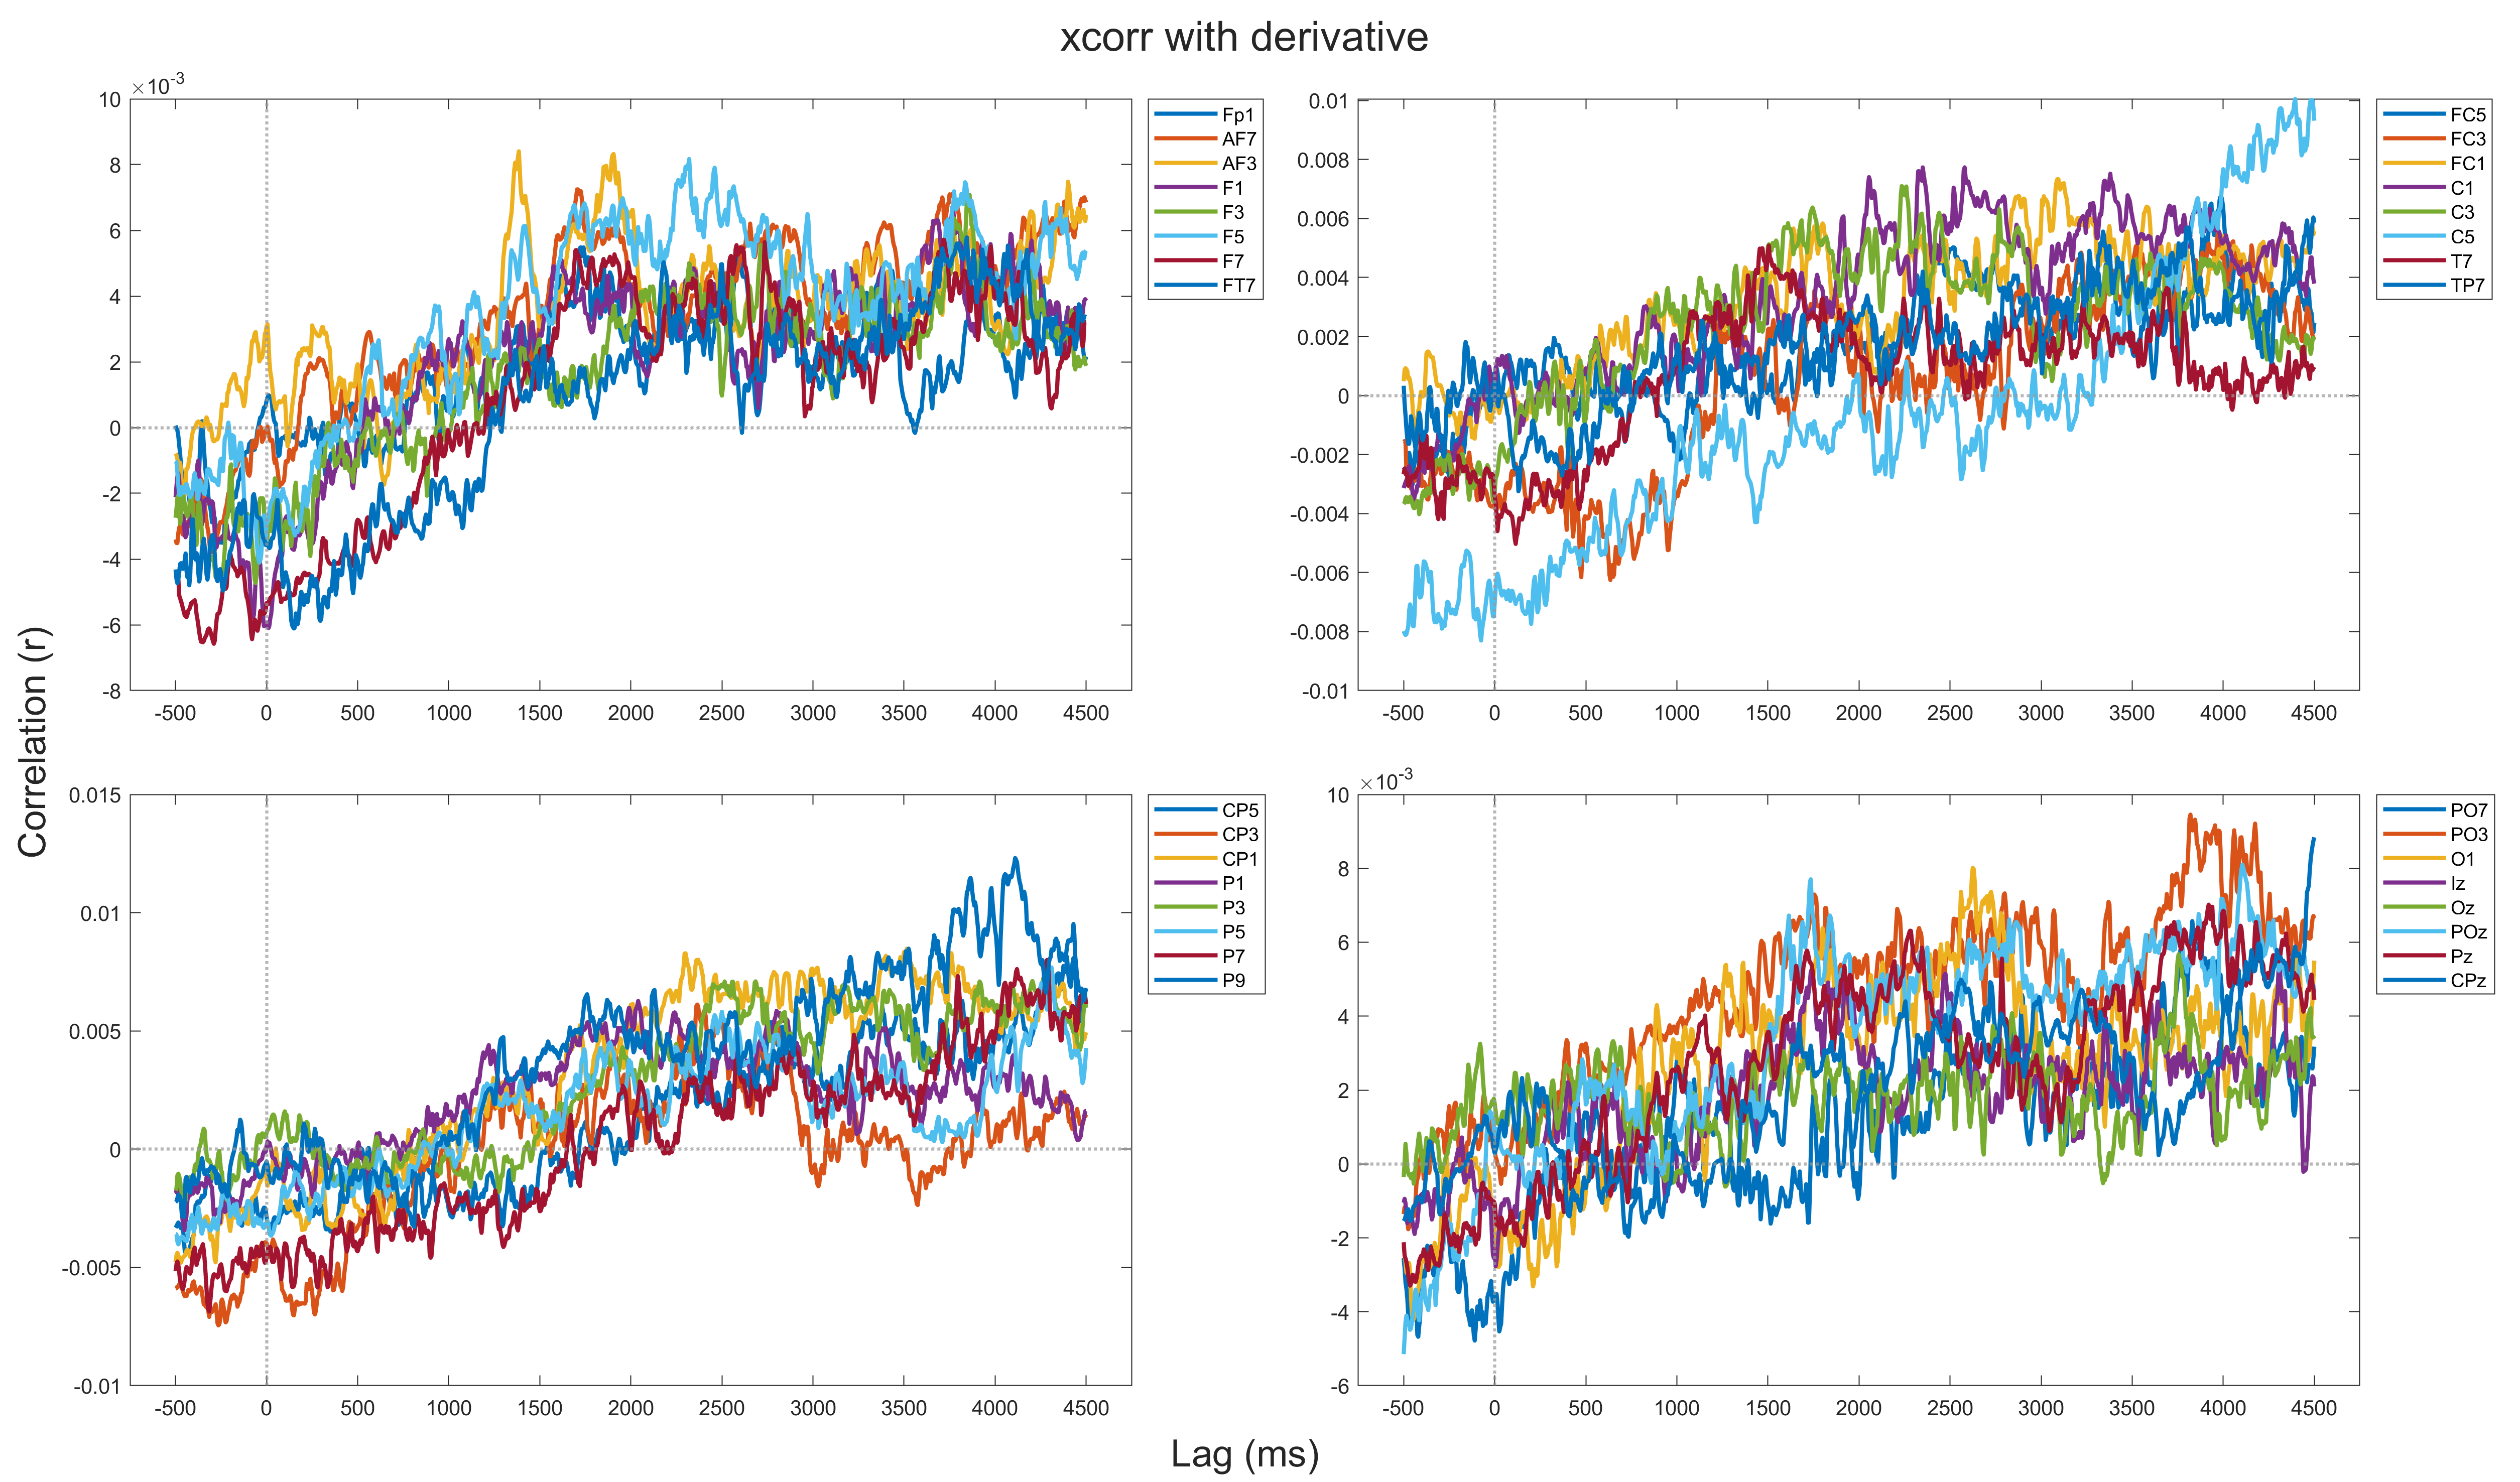 xcorr with derivative
Correlation (r)
×10-3
10
8
6
4
2
0
-2
-4
-6
-8
-500 0 500 1000 1500 2000 2500 3000 3500 4000 4500
Fp1
AF7
AF3
F1
F3
F5
F7
FT7
0.01
0.008
0.006
0.004
0.002
0
-0.002
-0.004
-0.006
-0.008
-0.01
-500 0 500 1000 1500 2000 2500 3000 3500 4000 4500
FC5
FC3
FC1
C1
C3
C5
T7
TP7
0.015
0.01
0.005
0
-0.005
-0.01
-500 0 500 1000 1500 2000 2500 3000 3500 4000 4500
CP5
CP3
CP1
P1
P3
P5
P7
P9
×10-3
10
8
6
4
2
0
-2
-4
-6
-500 0 500 1000 1500 2000 2500 3000 3500 4000 4500
PO7
PO3
O1
Iz
Oz
POz
Pz
CPz
Lag (ms)